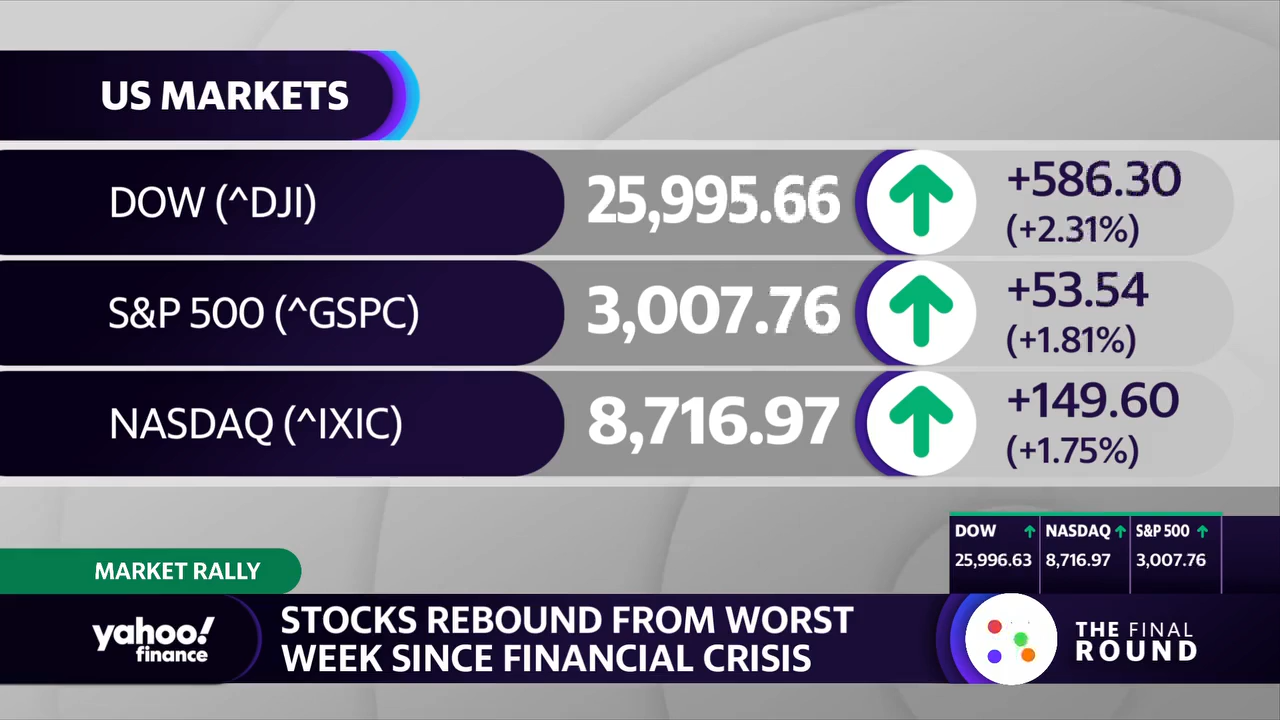 US MARKETS
DOW (^DJI) 25,995.66 +586.30
(+2.31%)
S&P 500 (^GSPC) 3,007.76 +53.54
(+1.81%)
NASDAQ (^IXIC) 8,716.97 +149.60
(+1.75%)
DOW NASDAQ S&P 500
25,996.63 8,716.97 3,007.76
MARKET RALLY
yahoo!
finance
STOCKS REBOUND FROM WORST
WEEK SINCE FINANCIAL CRISIS
THE FINAL
ROUND